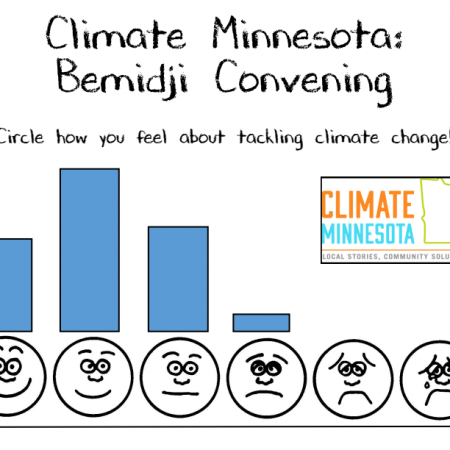 Climate Minnesota:
Bemidji Convening
Circle how you feel about tackling climate change!
CLIMATE
MINNESOTA
LOCAL STORIES, COMMUNITY SOLU